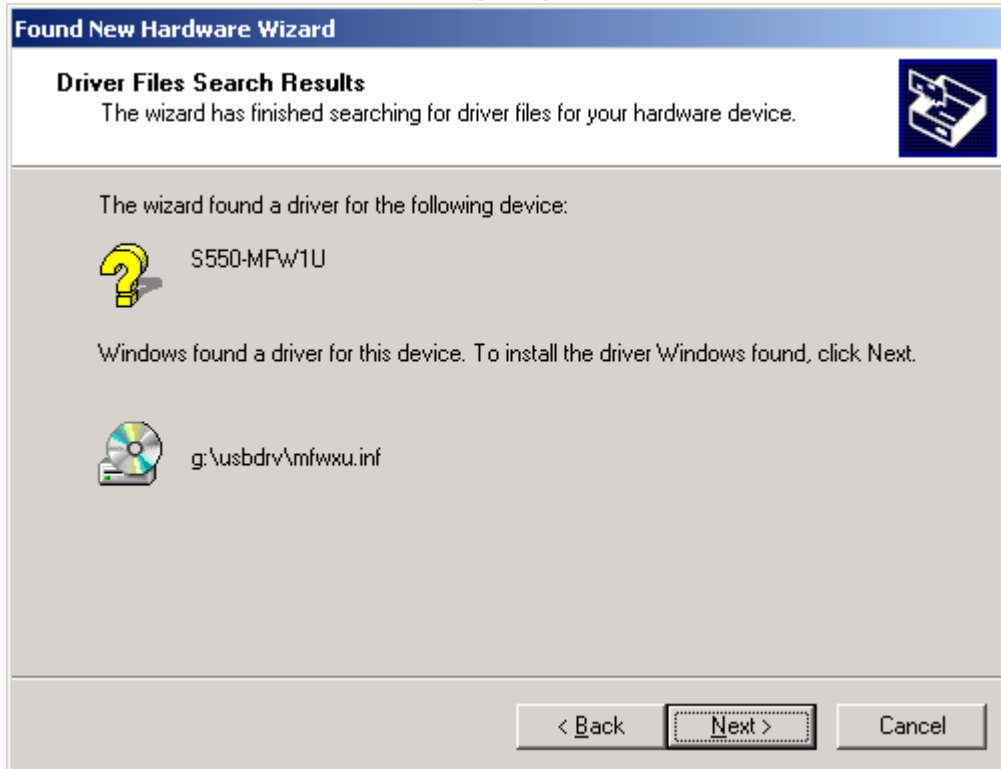 Found New Hardware Wizard
Driver Files Search Results
The wizard has finished searching for driver files for your hardware device.
The wizard found a driver for the following device:
S550-MFW1U
Windows found a driver for this device. To install the driver Windows found, click Next.
g:\usbdrv\mfwxu.inf
< Back Next > Cancel